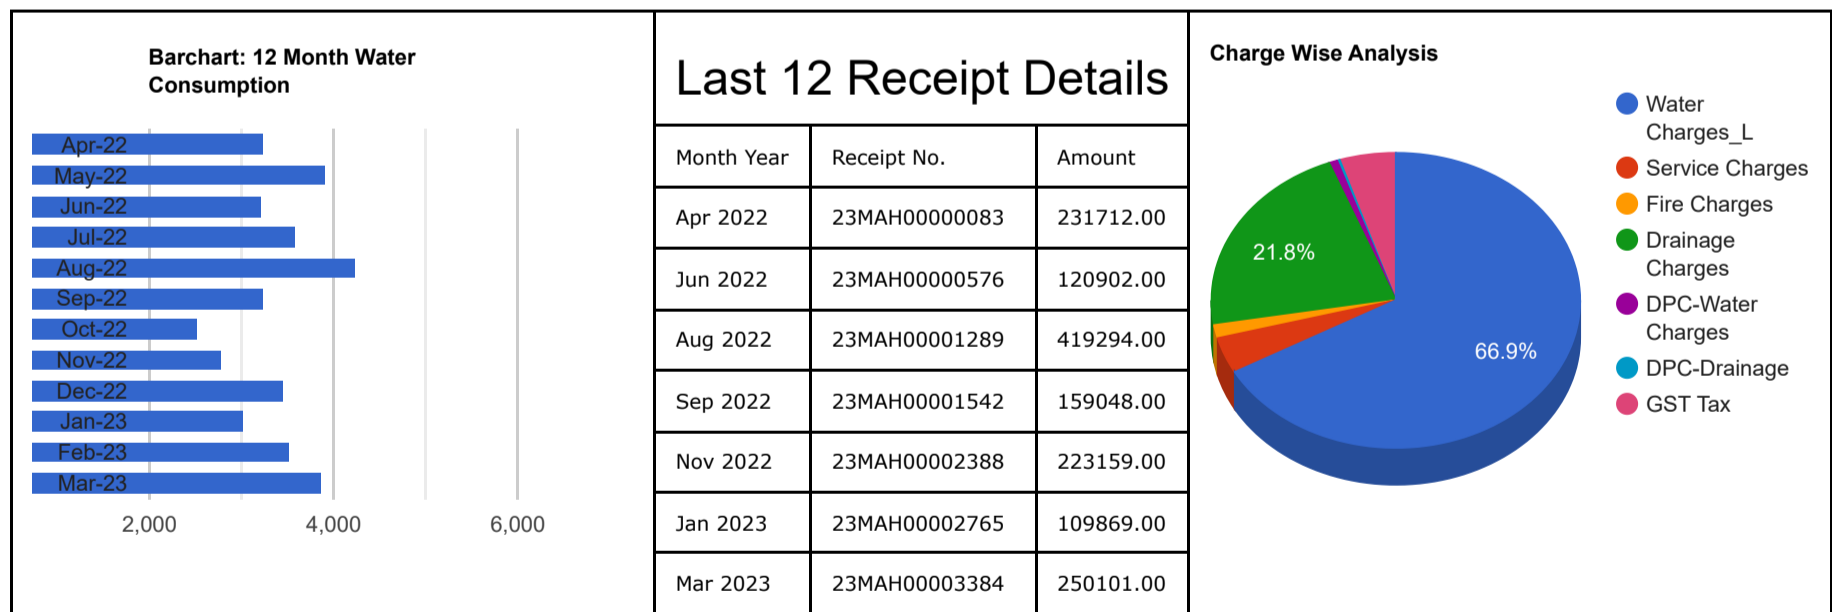 Barchart: 12 Month Water
Consumption
Apr-22
May-22
Jun-22
Jul-22
Aug-22
Sep-22
Oct-22
Nov-22
Dec-22
Jan-23
Feb-23
Mar-23
2,000 4,000 6,000
Last 12 Receipt Details
Month Year Receipt No. Amount
Apr 2022 23MAH00000083 231712.00
Jun 2022 23MAH00000576 120902.00
Aug 2022 23MAH00001289 419294.00
Sep 2022 23MAH00001542 159048.00
Nov 2022 23MAH00002388 223159.00
Jan 2023 23MAH00002765 109869.00
Mar 2023 23MAH00003384 250101.00
Charge Wise Analysis
21.8%
66.9%
Water
Charges_L
Service Charges
Fire Charges
Drainage
Charges
DPC-Water
Charges
DPC-Drainage
GST Tax